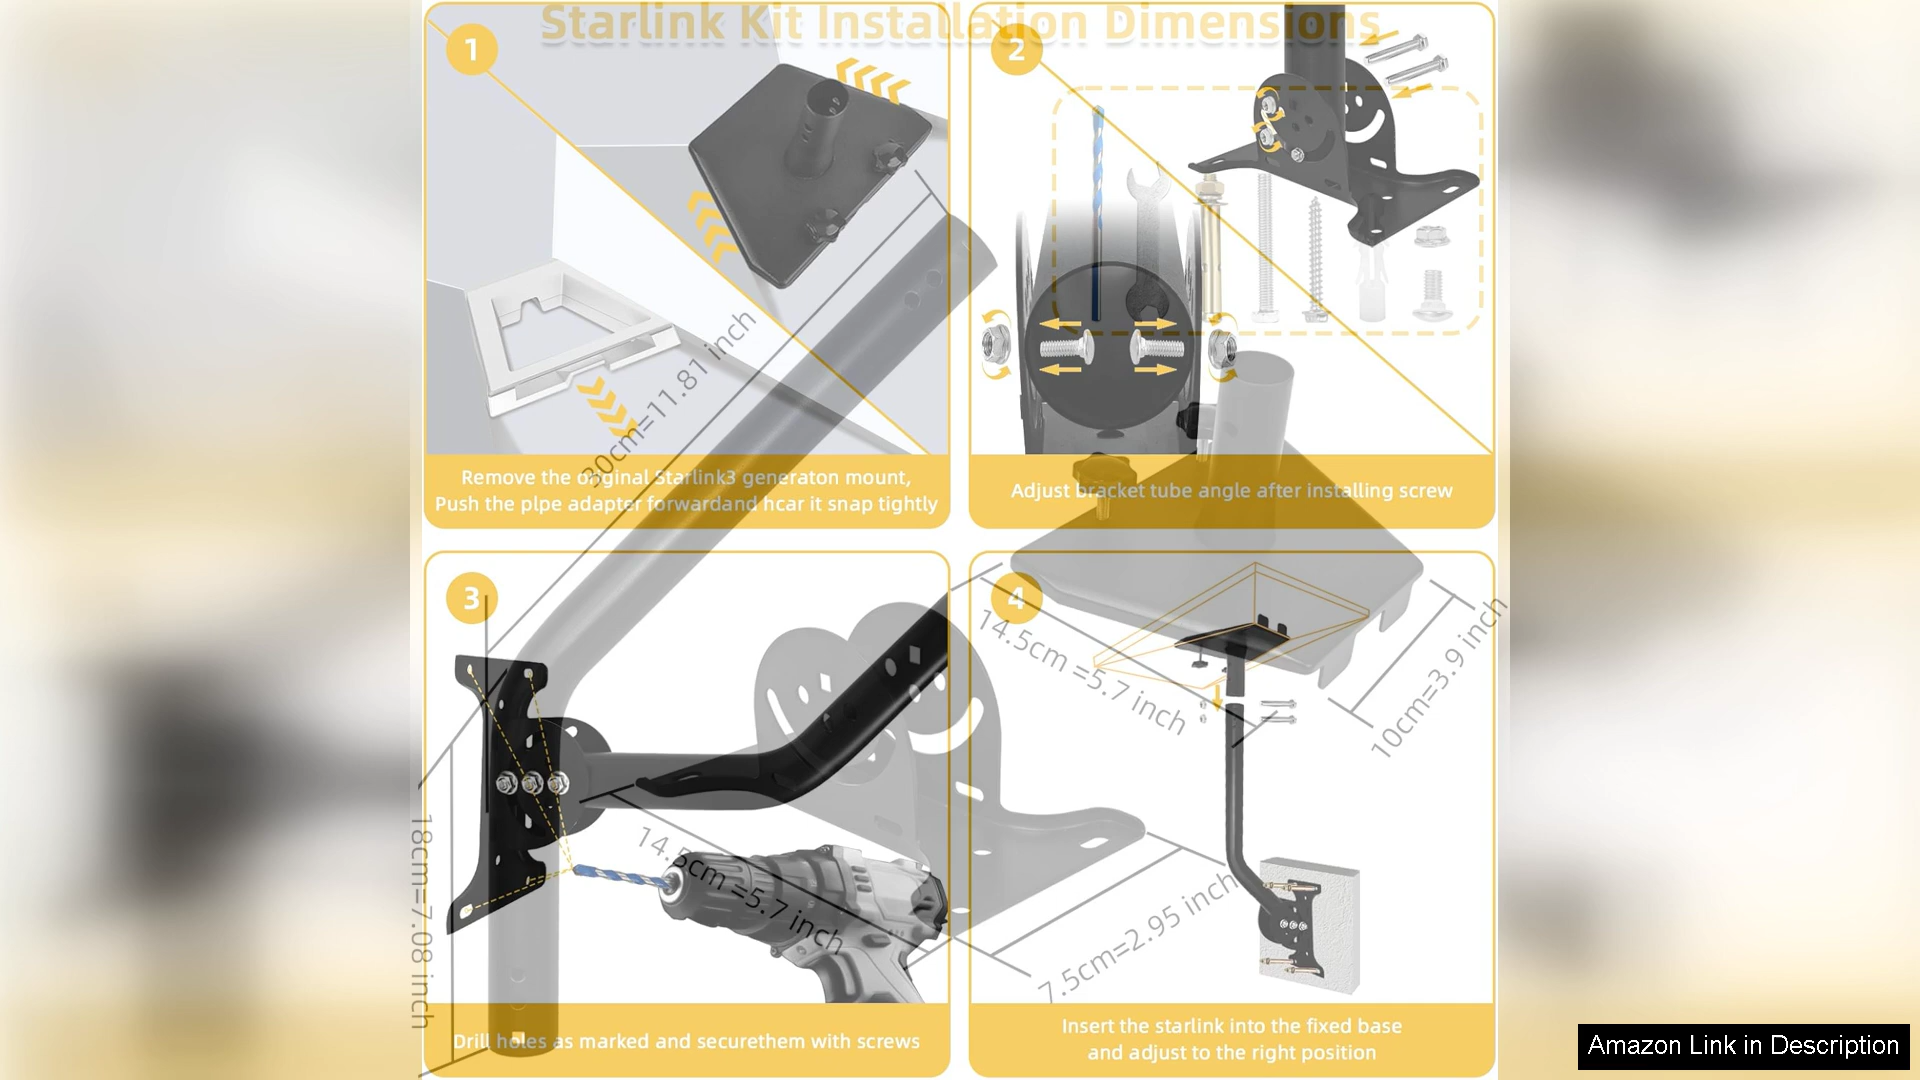 Starlink Kit Installation Dimensions
1
2
30cm=11.81 inch
Remove the original Starlink3 generaton mount,
Push the plpe adapter forwardand hcar it snap tightly
Adjust bracket tube angle after installing screw
3
4
14.5cm =5.7 inch
10cm=3.9 inch
18cm=7.08 inch
14.5cm =5.7 inch
7.5cm=2.95 inch
Drill holes as marked and securethem with screws
Insert the starlink into the fixed base
and adjust to the right position
Amazon Link in Description